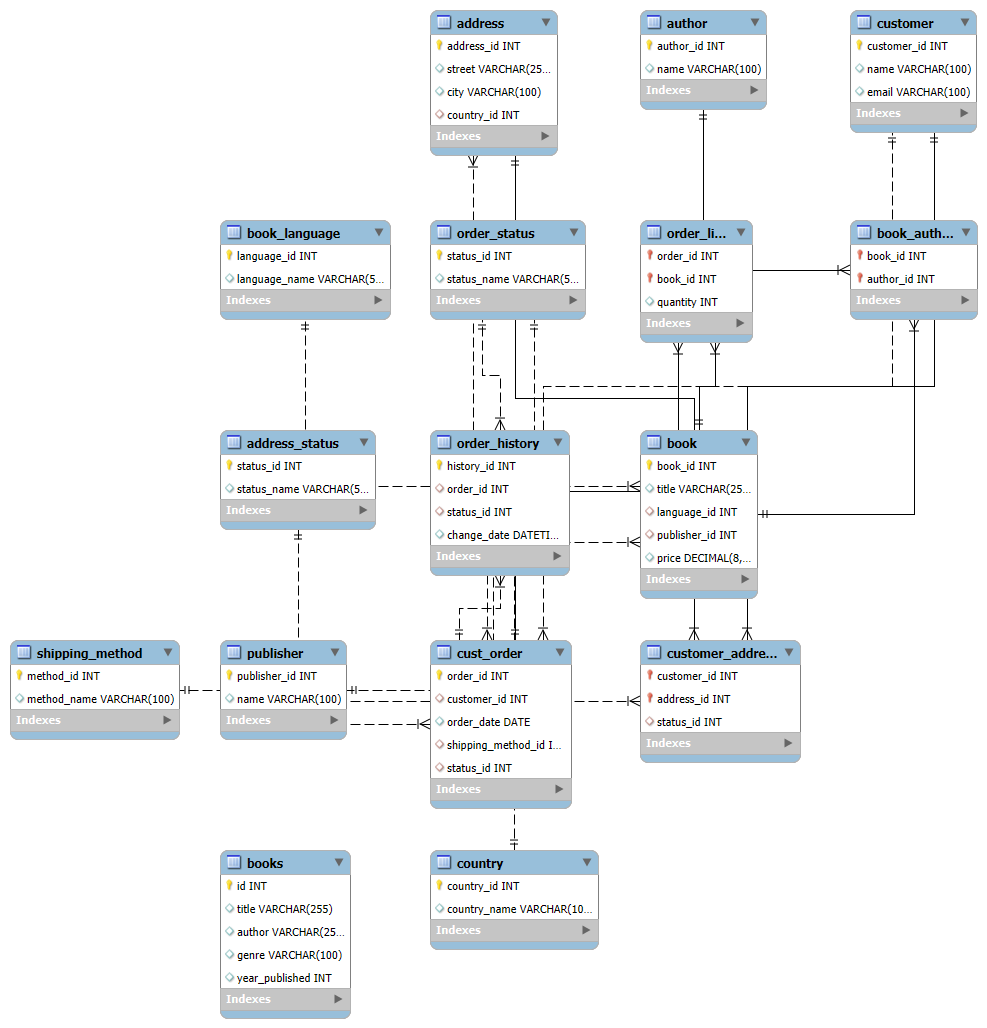 address
address_id INT
street VARCHAR(25...
city VARCHAR(100)
country_id INT
Indexes
author
author_id INT
name VARCHAR(100)
Indexes
customer
customer_id INT
name VARCHAR(100)
email VARCHAR(100)
Indexes
book_language
language_id INT
language_name VARCHAR(5...
Indexes
order_status
status_id INT
status_name VARCHAR(5...
Indexes
order_li...
order_id INT
book_id INT
quantity INT
Indexes
book_auth...
book_id INT
author_id INT
Indexes
address_status
status_id INT
status_name VARCHAR(5...
Indexes
order_history
history_id INT
order_id INT
status_id INT
change_date DATETI...
Indexes
book
book_id INT
title VARCHAR(25...
language_id INT
publisher_id INT
price DECIMAL(8,...
Indexes
shipping_method
method_id INT
method_name VARCHAR(100)
Indexes
publisher
publisher_id INT
name VARCHAR(100)
Indexes
cust_order
order_id INT
customer_id INT
order_date DATE
shipping_method_id I...
status_id INT
Indexes
customer_addre...
customer_id INT
address_id INT
status_id INT
Indexes
books
id INT
title VARCHAR(255)
author VARCHAR(25...
genre VARCHAR(100)
year_published INT
Indexes
country
country_id INT
country_name VARCHAR(10...
Indexes